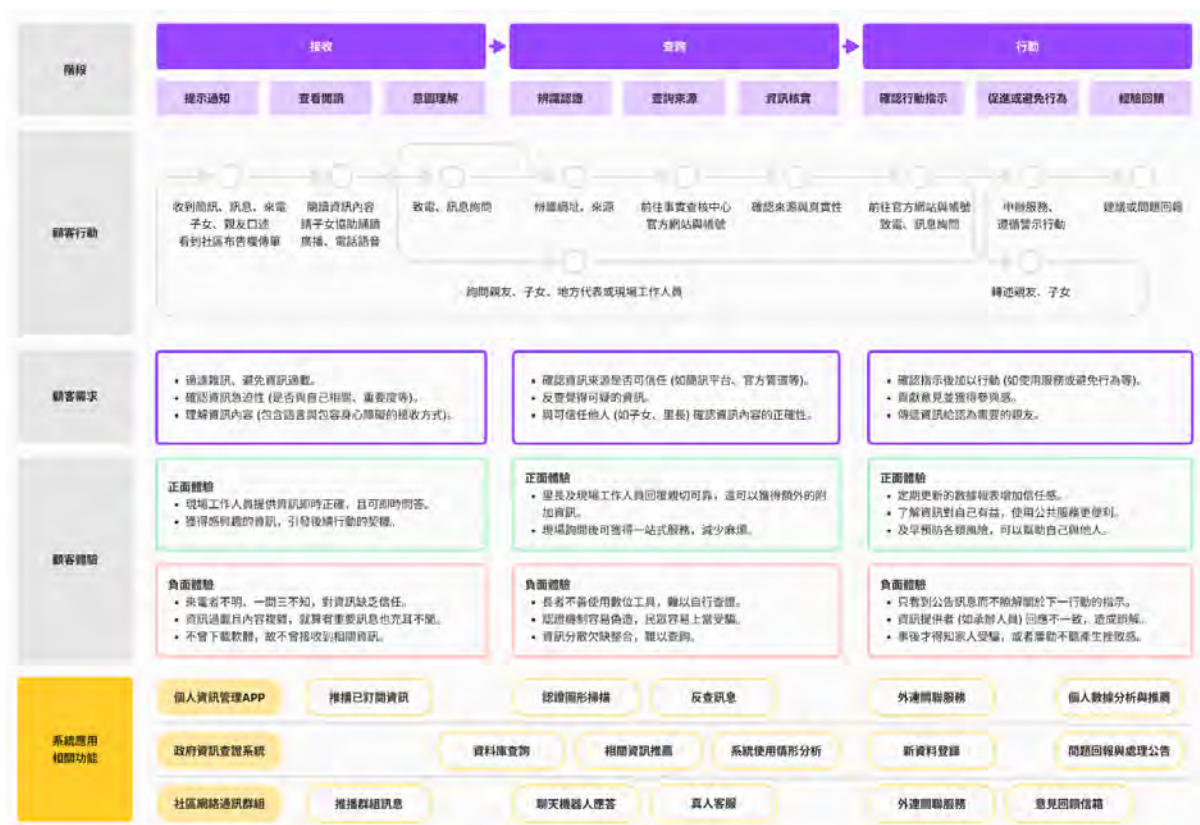 階段
接收
查詢
行動
提示通知
查看閱讀
意圖理解
辨識認證
查詢來源
資訊核實
確認行動指示
促進或避免行為
經驗回饋
顧客行動
收到簡訊、訊息、來電
子女、親友口述
看到社區布告欄傳單
閱讀資訊內容
請子女協助誦讀
廣播、電話語音
致電、訊息詢問
辨識網址、來源
前往事實查核中心
官方網站與帳號
確認來源與真實性
前往官方網站與帳號
致電、訊息詢問
申辦服務、
遵循警示行動
建議或問題回報
詢問親友、子女、地方代表或現場工作人員
轉述親友、子女
顧客需求
• 過濾雜訊、避免資訊過載。
• 確認資訊急迫性 (是否與自己相關、重要度等)。
• 理解資訊內容 (包含語言與包容身心障礙的接收方式)。
• 確認資訊來源是否可信任 (如簡訊平台、官方管道等)。
• 反查覺得可疑的資訊。
• 與可信任他人 (如子女、里長) 確認資訊內容的正確性。
• 確認指示後加以行動 (如使用服務或避免行為等)。
• 貢獻意見並獲得參與感。
• 傳遞資訊給認為需要的親友。
顧客體驗
正面體驗
• 現場工作人員提供資訊即時正確，且可即時問答。
• 獲得感興趣的資訊，引發後續行動的契機。
正面體驗
• 里長及現場工作人員回覆親切可靠，還可以獲得額外的附
加資訊。
• 現場詢問後可獲得一站式服務，減少麻煩。
正面體驗
• 定期更新的數據報表增加信任感。
• 了解資訊對自己有益，使用公共服務更便利。
• 及早預防各類風險，可以幫助自己與他人。
負面體驗
• 來電者不明、一問三不知，對資訊缺乏信任。
• 資訊過載且內容複雜，就算有重要訊息也充耳不聞。
• 不會下載軟體，故不會接收到相關資訊。
負面體驗
• 長者不善使用數位工具，難以自行查證。
• 認證機制容易偽造，民眾容易上當受騙。
• 資訊分散欠缺整合，難以查詢。
負面體驗
• 只看到公告訊息而不瞭解關於下一行動的指示。
• 資訊提供者 (如承辦人員) 回應不一致，造成誤解。
• 事後才得知家人受騙，或者屢勸不聽產生挫敗感。
系統應用
相關功能
個人資訊管理APP
推播已訂閱資訊
認證圖形掃描
反查訊息
外連關聯服務
個人數據分析與推薦
政府資訊查證系統
資料庫查詢
相關資訊推薦
系統使用情形分析
新資料登錄
問題回報與處理公告
社區網絡通訊群組
推播群組訊息
聊天機器人應答
真人客服
外連關聯服務
意見回饋信箱